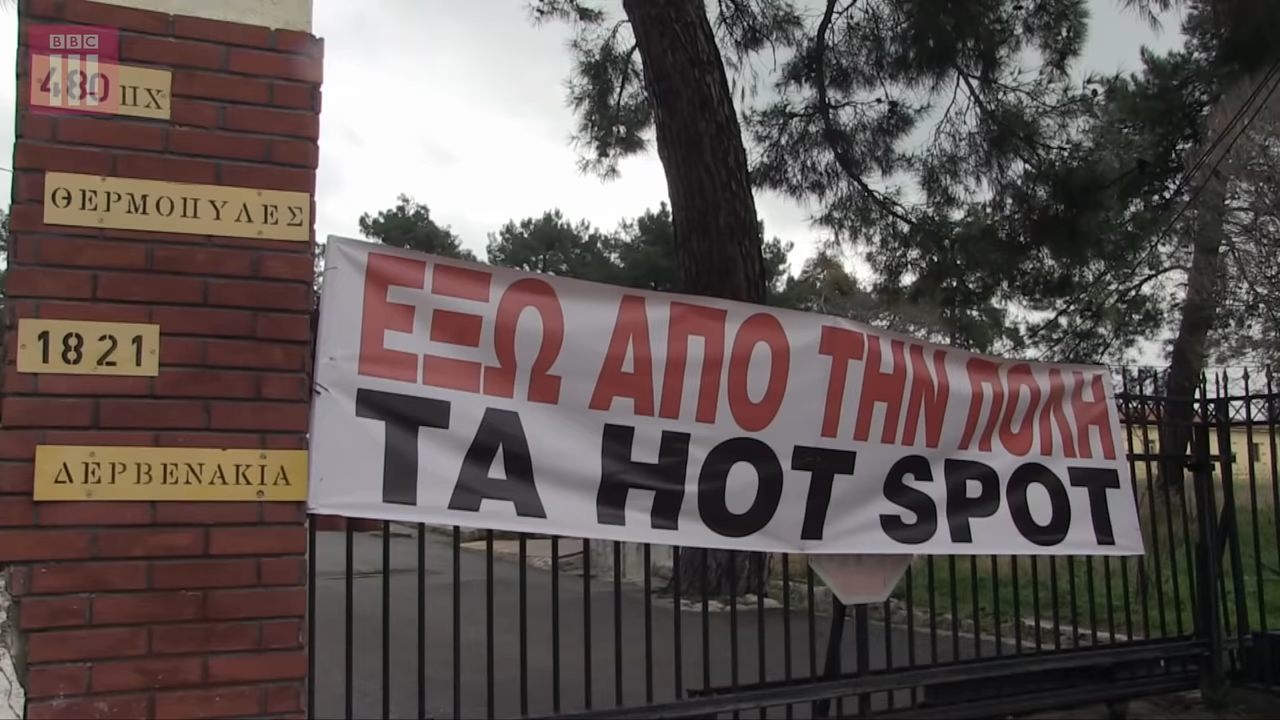 BBC
480 ΠΧ
ΘΕΡΜΟΠΥΛΕΣ
1821
ΔΕΡΒΕΝΑΚΙΑ
ΕΞΩ ΑΠΟ ΤΗΝ ΠΟΛΗ
ΤΑ HOT SPOT